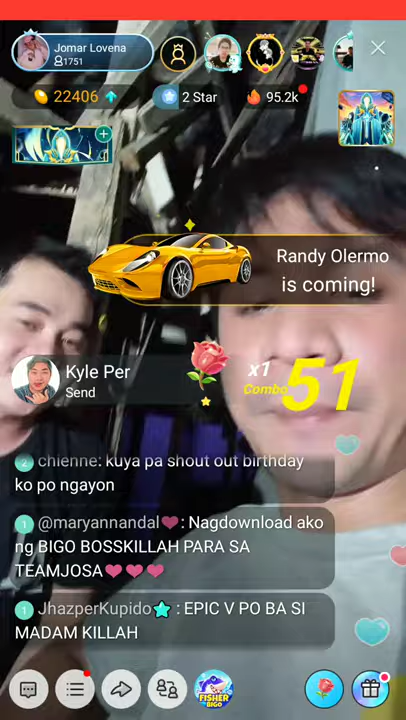 Jomar Lovena
1751
22406
2 Star
95.2k
Randy Olermo
is coming!
Kyle Per
Send
x1
Combo 51
2 chienne: kuya pa shout out birthday
ko po ngayon
1 @maryannandal❤: Nagdownload ako
ng BIGO BOSSKILLAH PARA SA
TEAMJOSA❤❤❤
1 JhazperKupido⭐: EPIC V PO BA SI
MADAM KILLAH
FISHER
BIGO